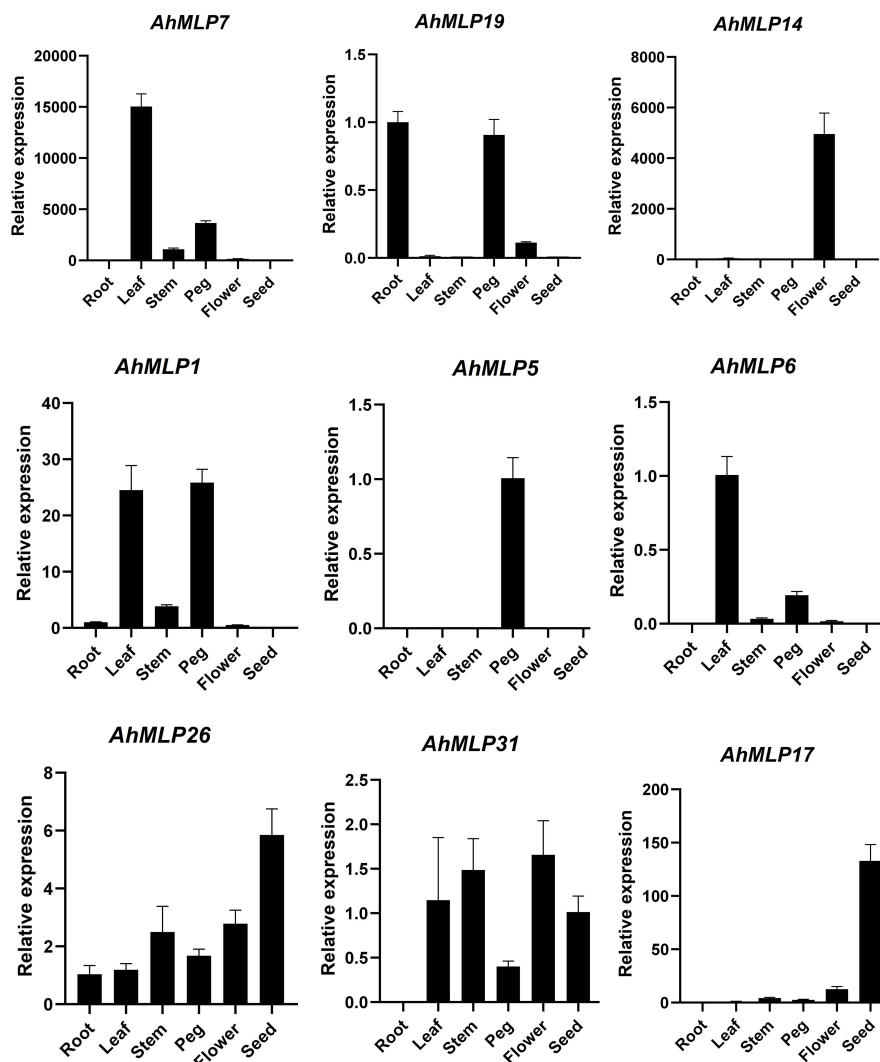 AhMLP7
AhMLP19
AhMLP14
Relative expression
20000
15000
10000
5000
0
Root
Leaf
Stem
Peg
Flower
Seed
Relative expression
1.5
1.0
0.5
0.0
Root
Leaf
Stem
Peg
Flower
Seed
Relative expression
8000
6000
4000
2000
0
Root
Leaf
Stem
Peg
Flower
Seed
AhMLP1
AhMLP5
AhMLP6
Relative expression
40
30
20
10
0
Root
Leaf
Stem
Peg
Flower
Seed
Relative expression
1.5
1.0
0.5
0.0
Root
Leaf
Stem
Peg
Flower
Seed
Relative expression
1.5
1.0
0.5
0.0
Root
Leaf
Stem
Peg
Flower
Seed
AhMLP26
AhMLP31
AhMLP17
Relative expression
8
6
4
2
0
Root
Leaf
Stem
Peg
Flower
Seed
Relative expression
2.5
2.0
1.5
1.0
0.5
0.0
Root
Leaf
Stem
Peg
Flower
Seed
Relative expression
200
150
100
50
0
Root
Leaf
Stem
Peg
Flower
Seed